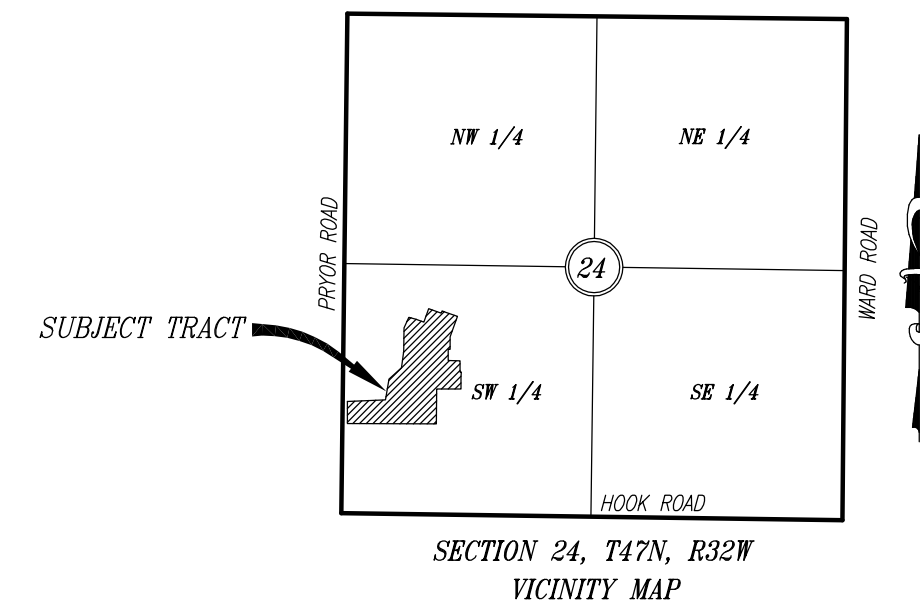 NW 1/4
NE 1/4
PRYOR ROAD
24
WARD ROAD
SUBJECT TRACT
SW 1/4
SE 1/4
HOOK ROAD
SECTION 24, T47N, R32W
VICINITY MAP